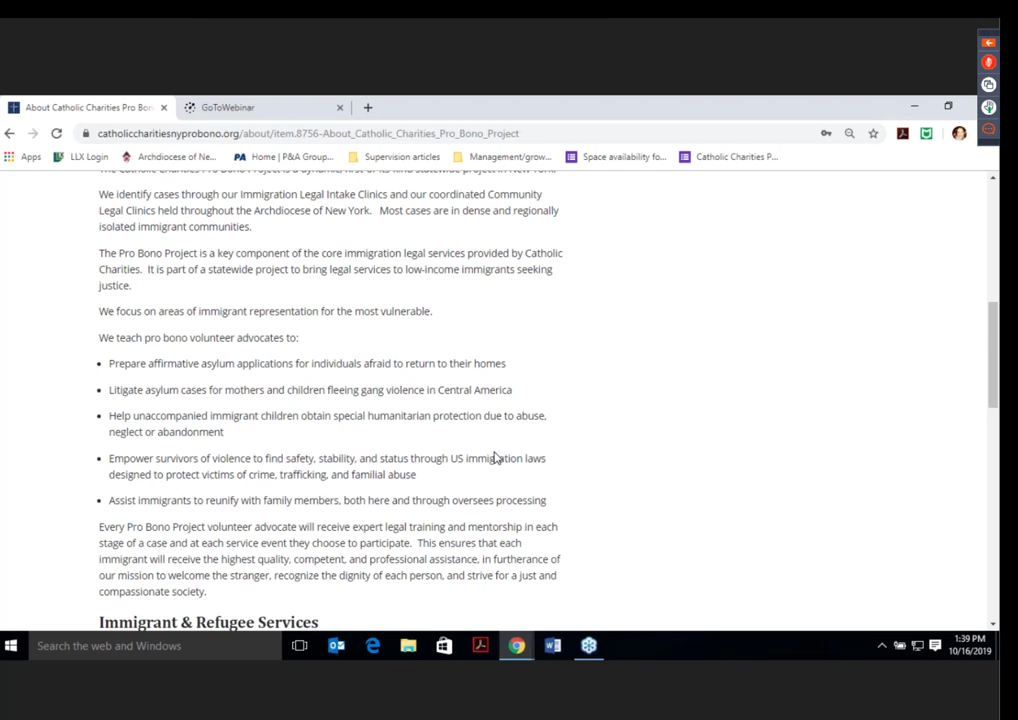 About Catholic Charities Pro Bon
GoToWebinar
catholiccharitiesnyprobono.org/about/item.8756-About_Catholic_Charities_Pro_Bono_Project
Apps LLX Login Archdiocese of Ne... PA Home | P&A Group... Supervision articles Management/grow... Space availability fo... Catholic Charities P...
The Catholic Charities Pro Bono Project is a dynamic, first of its kind statewide project in New York.
We identify cases through our Immigration Legal Intake Clinics and our coordinated Community
Legal Clinics held throughout the Archdiocese of New York. Most cases are in dense and regionally
isolated immigrant communities.
The Pro Bono Project is a key component of the core immigration legal services provided by Catholic
Charities. It is part of a statewide project to bring legal services to low-income immigrants seeking
justice.
We focus on areas of immigrant representation for the most vulnerable.
We teach pro bono volunteer advocates to:
• Prepare affirmative asylum applications for individuals afraid to return to their homes
• Litigate asylum cases for mothers and children fleeing gang violence in Central America
• Help unaccompanied immigrant children obtain special humanitarian protection due to abuse,
neglect or abandonment
• Empower survivors of violence to find safety, stability, and status through US immigration laws
designed to protect victims of crime, trafficking, and familial abuse
• Assist immigrants to reunify with family members, both here and through oversees processing
Every Pro Bono Project volunteer advocate will receive expert legal training and mentorship in each
stage of a case and at each service event they choose to participate. This ensures that each
immigrant will receive the highest quality, competent, and professional assistance, in furtherance of
our mission to welcome the stranger, recognize the dignity of each person, and strive for a just and
compassionate society.
Immigrant & Refugee Services
Search the web and Windows
1:39 PM
10/16/2019